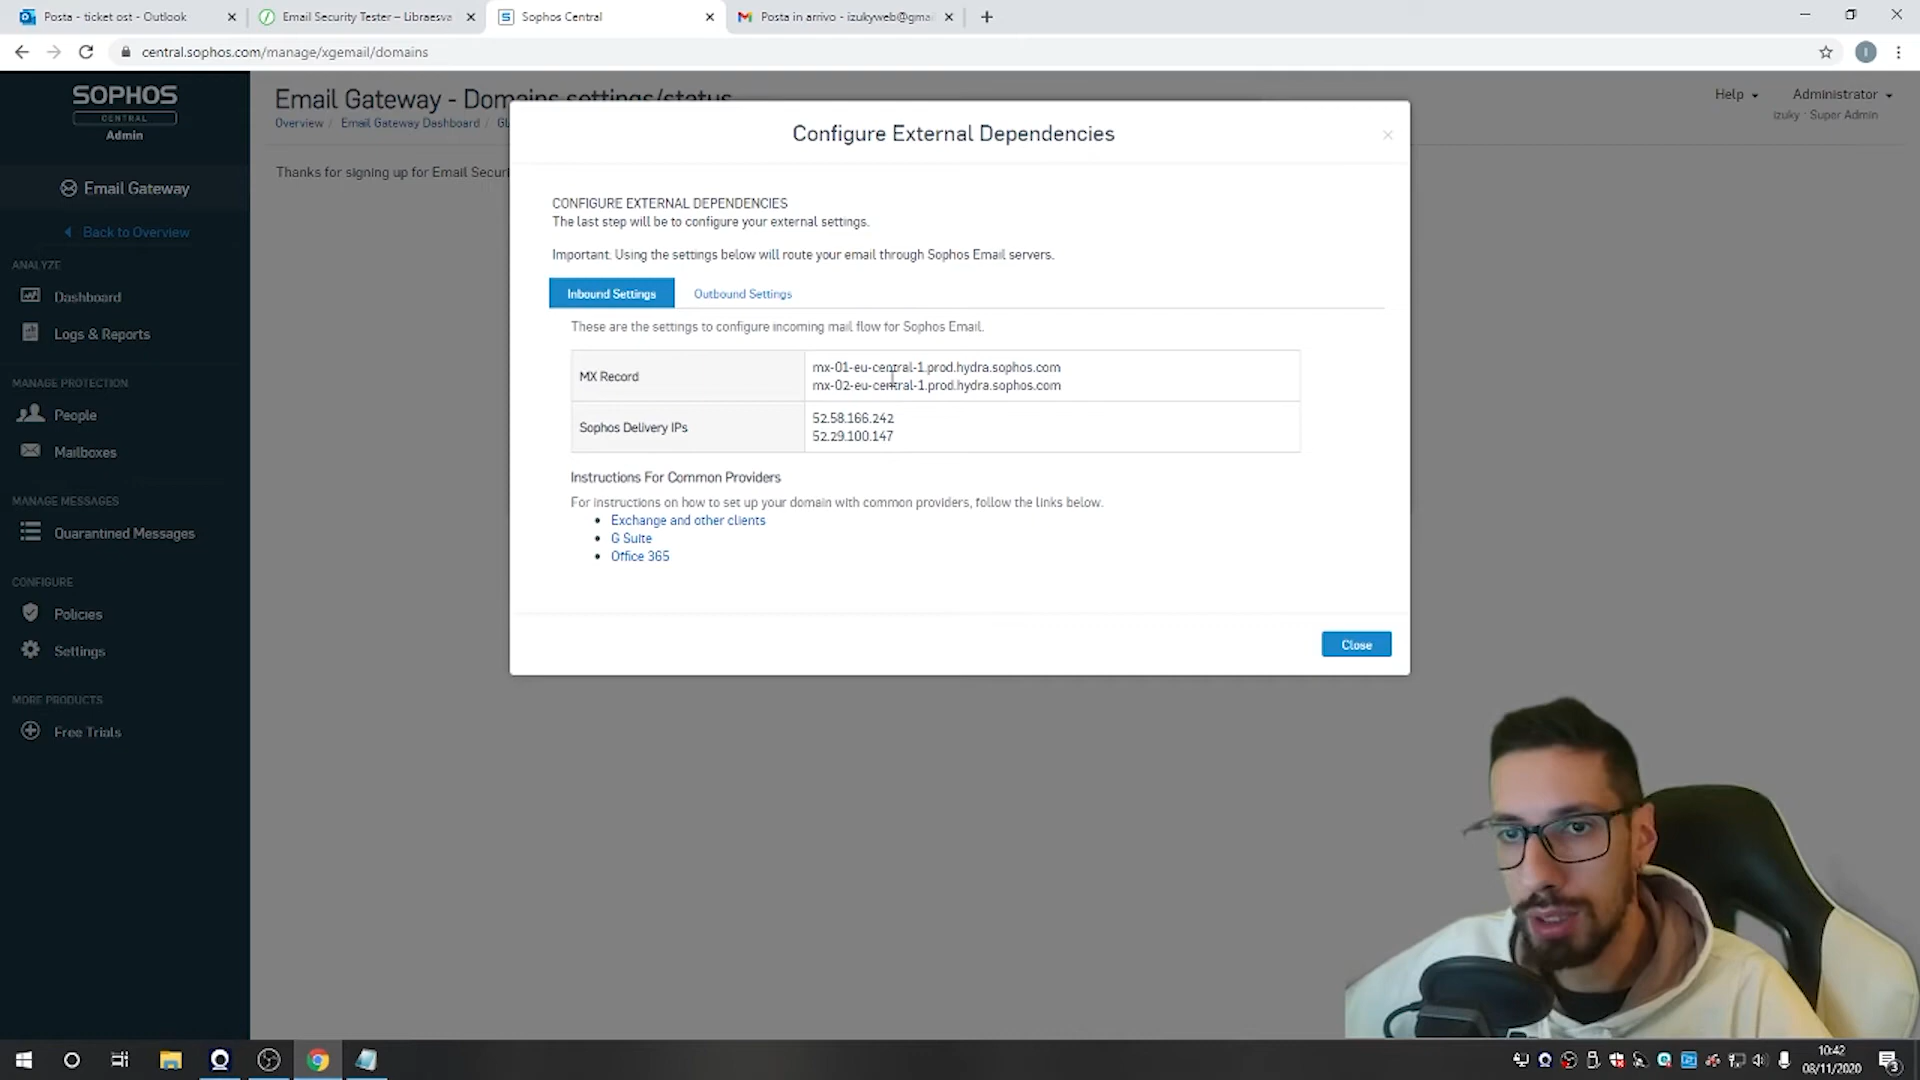 Posta - ticket ost - Outlook
Email Security Tester – Libraesva
Sophos Central
Posta in arrivo - izukyweb@gma
central.sophos.com/manage/xgemail/domains
SOPHOS
CENTRAL
Admin
Email Gateway
Back to Overview
ANALYZE
Dashboard
Logs & Reports
MANAGE PROTECTION
People
Mailboxes
MANAGE MESSAGES
Quarantined Messages
CONFIGURE
Policies
Settings
MORE PRODUCTS
Free Trials
Email Gateway - Domains settings/status
Overview / Email Gateway Dashboard /
Thanks for signing up for Email Securi
Help
Administrator
izuky · Super Admin
Configure External Dependencies
CONFIGURE EXTERNAL DEPENDENCIES
The last step will be to configure your external settings.
Important: Using the settings below will route your email through Sophos Email servers.
Inbound Settings
Outbound Settings
These are the settings to configure incoming mail flow for Sophos Email.
MX Record
mx-01-eu-central-1.prod.hydra.sophos.com
mx-02-eu-central-1.prod.hydra.sophos.com
Sophos Delivery IPs
52.58.166.242
52.29.100.147
Instructions For Common Providers
For instructions on how to set up your domain with common providers, follow the links below.
Exchange and other clients
G Suite
Office 365
Close
10:42
08/11/2020
3